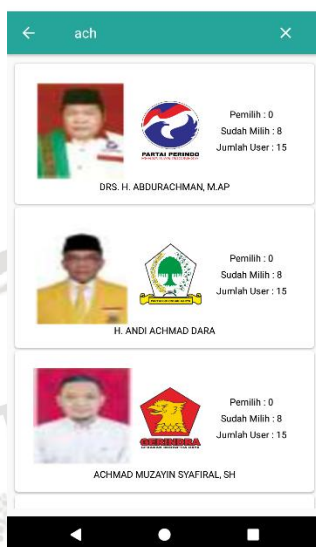 ach
Pemilih : 0
Sudah Milih : 8
Jumlah User : 15
PARTAI PERINDO
DRS. H. ABDURACHMAN, M.AP
Pemilih : 0
Sudah Milih : 8
Jumlah User : 15
H. ANDI ACHMAD DARA
Pemilih : 0
Sudah Milih : 8
Jumlah User : 15
GERINDRA
ACHMAD MUZAYIN SYAFIRAL, SH